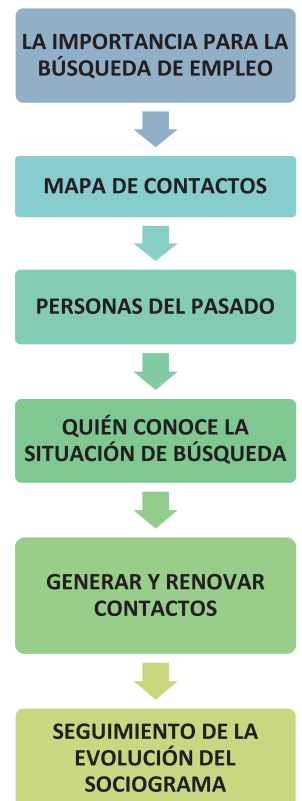 LA IMPORTANCIA PARA LA
BÚSQUEDA DE EMPLEO
MAPA DE CONTACTOS
PERSONAS DEL PASADO
QUIÉN CONOCE LA
SITUACIÓN DE BÚSQUEDA
GENERAR Y RENOVAR
CONTACTOS
SEGUIMIENTO DE LA
EVOLUCIÓN DEL
SOCIOGRAMA